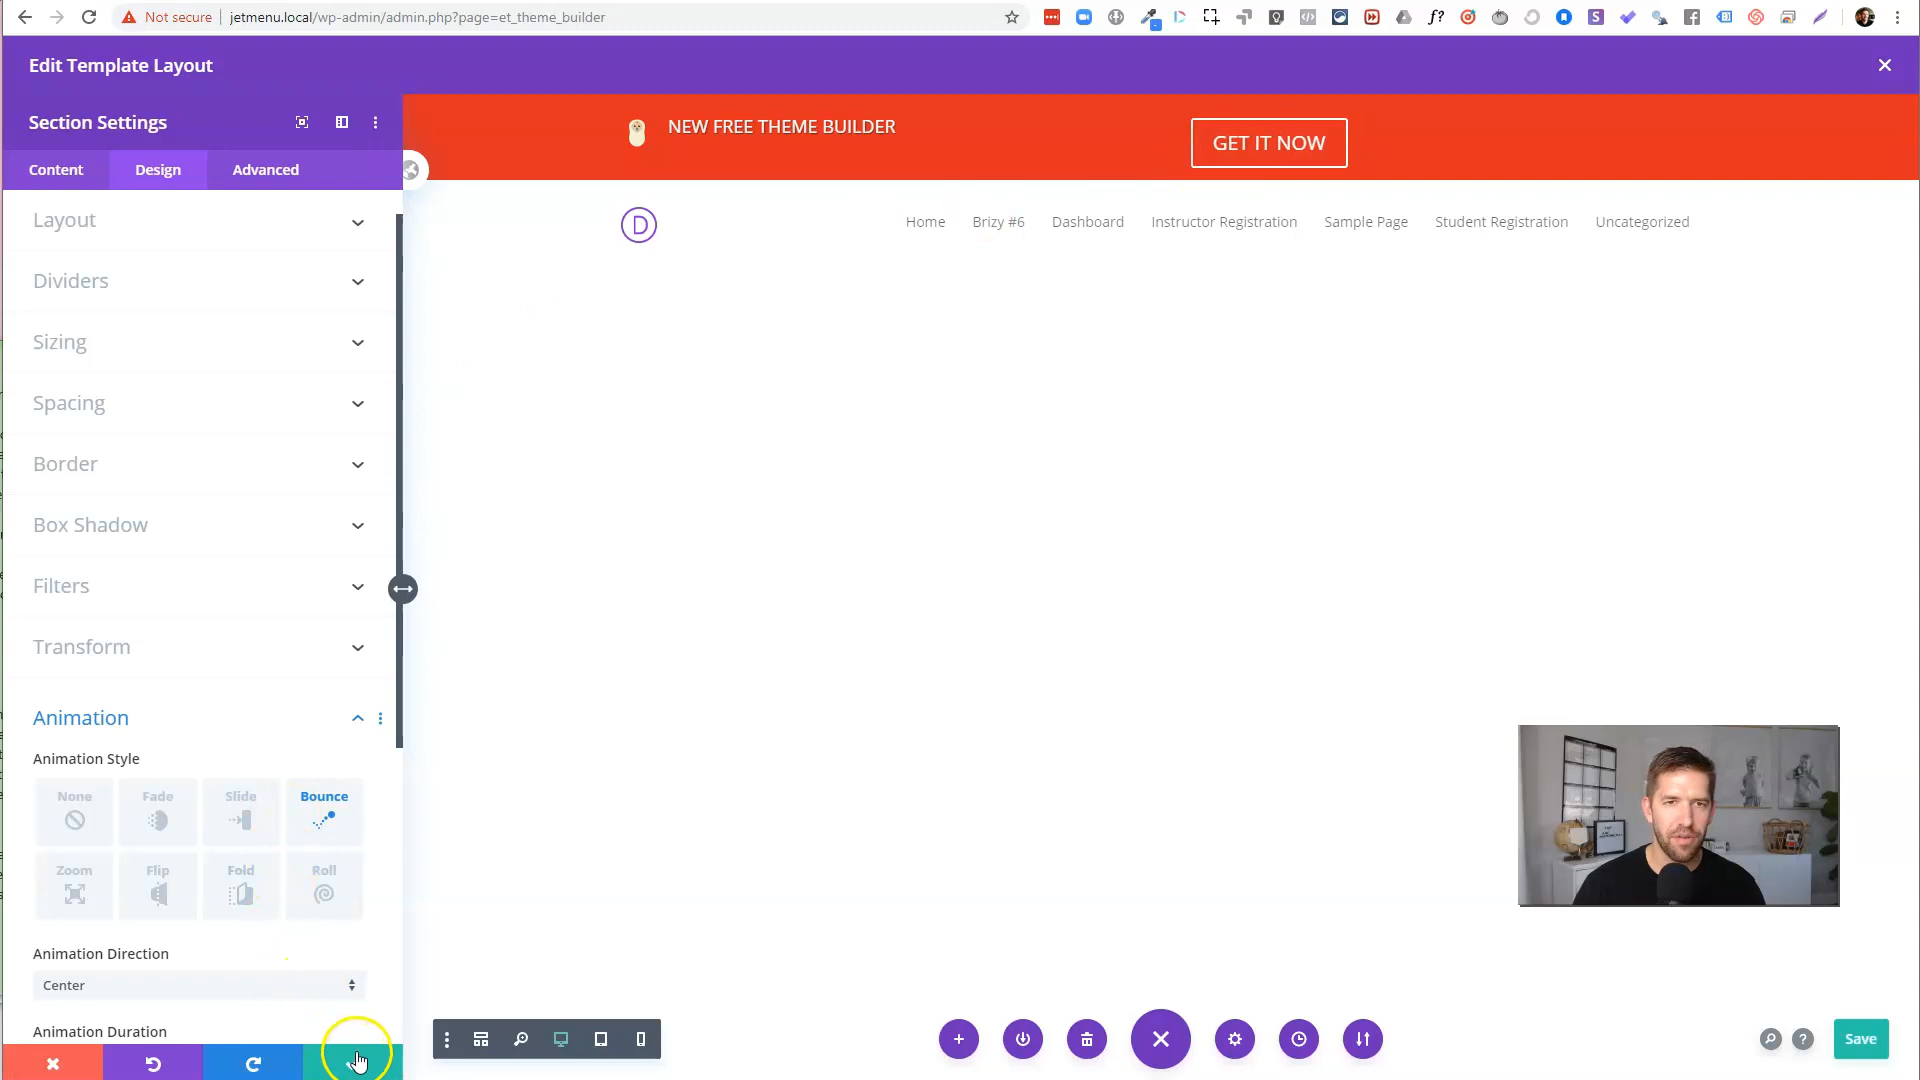 Not secure
jetmenu.local/wp-admin/admin.php?page=et_theme_builder
Edit Template Layout
Section Settings
Content
Design
Advanced
NEW FREE THEME BUILDER
GET IT NOW
D
Home
Brizy #6
Dashboard
Instructor Registration
Sample Page
Student Registration
Uncategorized
Layout
Dividers
Sizing
Spacing
Border
Box Shadow
Filters
Transform
Animation
Animation Style
None
Fade
Slide
Bounce
Zoom
Flip
Fold
Roll
Animation Direction
Center
Animation Duration
?
Save